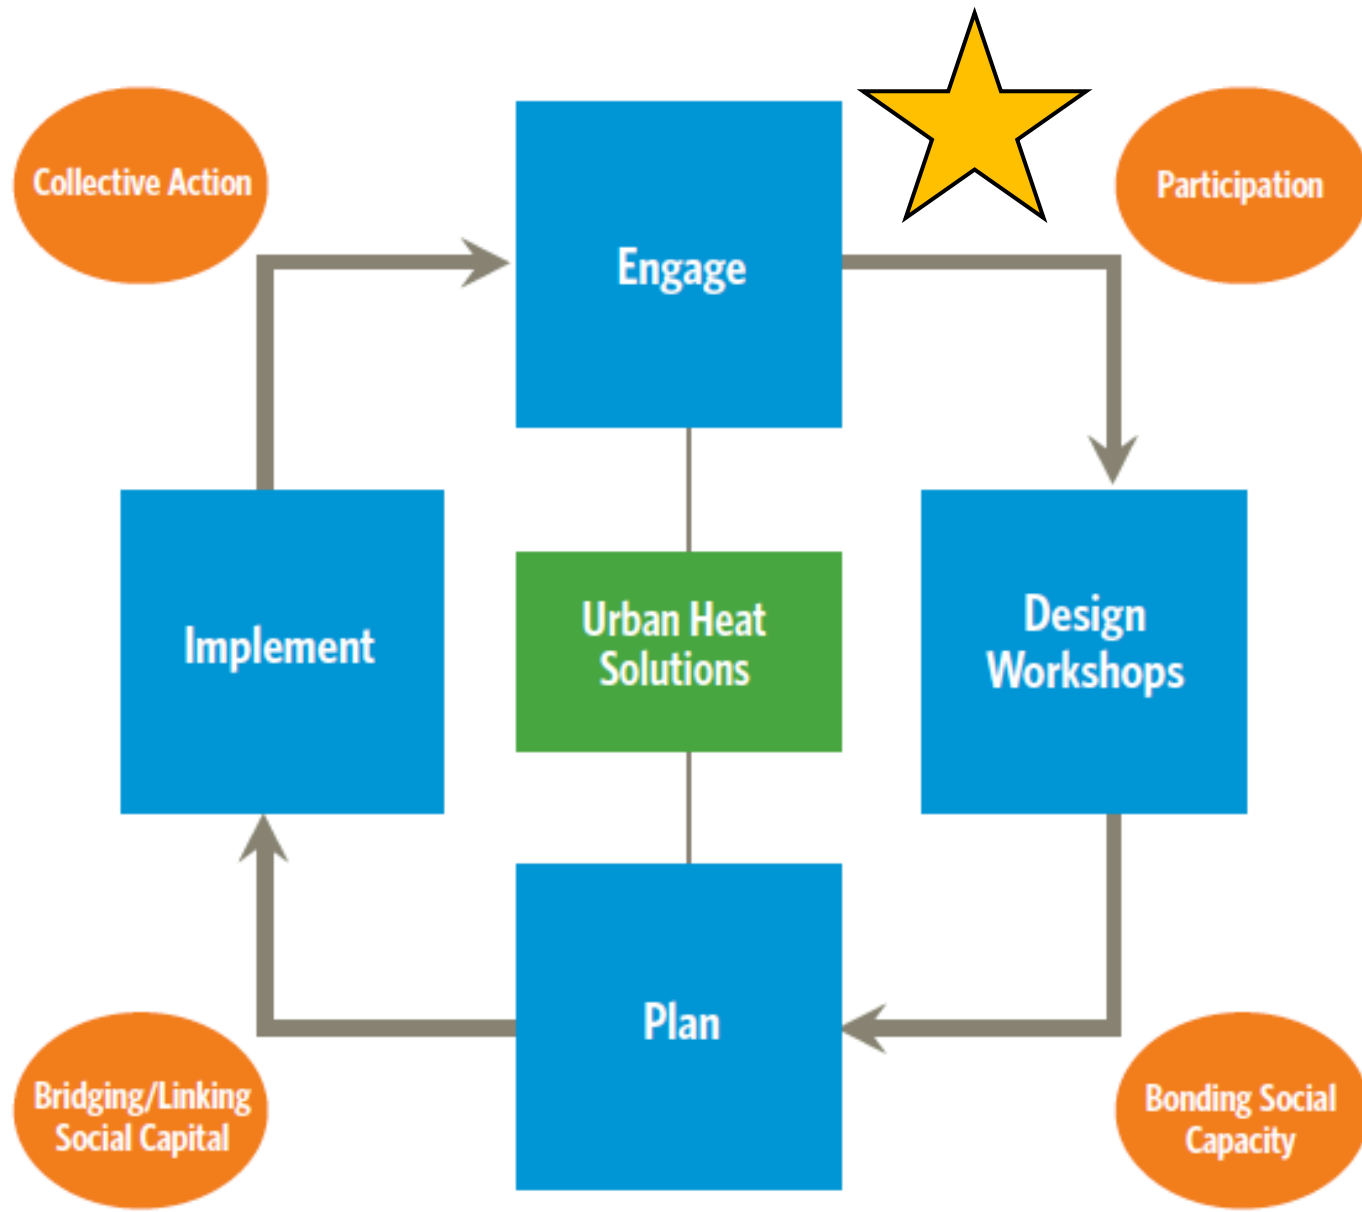 Collective Action
Participation
Engage
Implement
Urban Heat
Solutions
Design
Workshops
Plan
Bridging/Linking
Social Capital
Bonding Social
Capacity